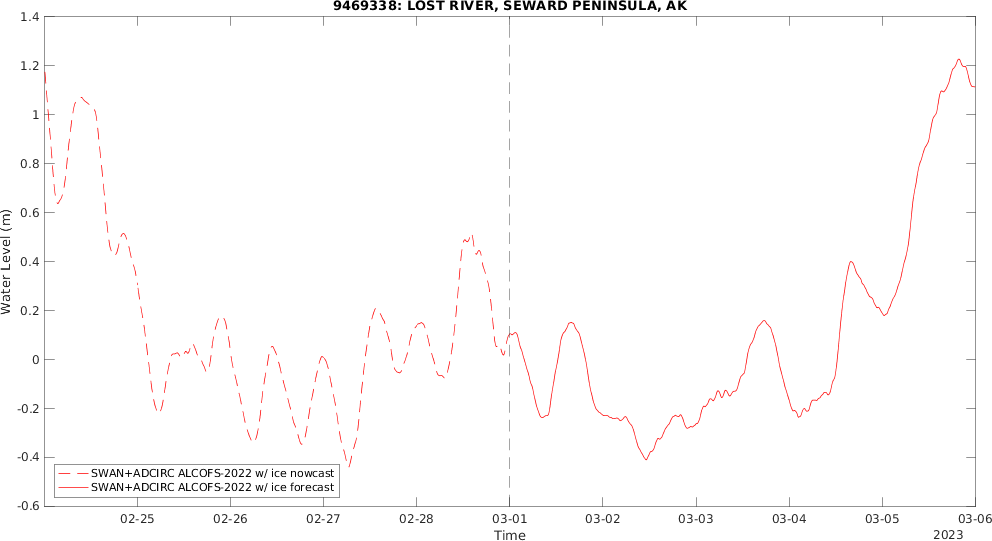 9469338: LOST RIVER, SEWARD PENINSULA, AK
1.4
1.2
1
0.8
0.6
0.4
0.2
0
-0.2
-0.4
-0.6
Water Level (m)
SWAN+ADCIRC ALCOFS-2022 w/ ice nowcast
SWAN+ADCIRC ALCOFS-2022 w/ ice forecast
02-25 02-26 02-27 02-28 03-01 03-02 03-03 03-04 03-05 03-06
Time
2023